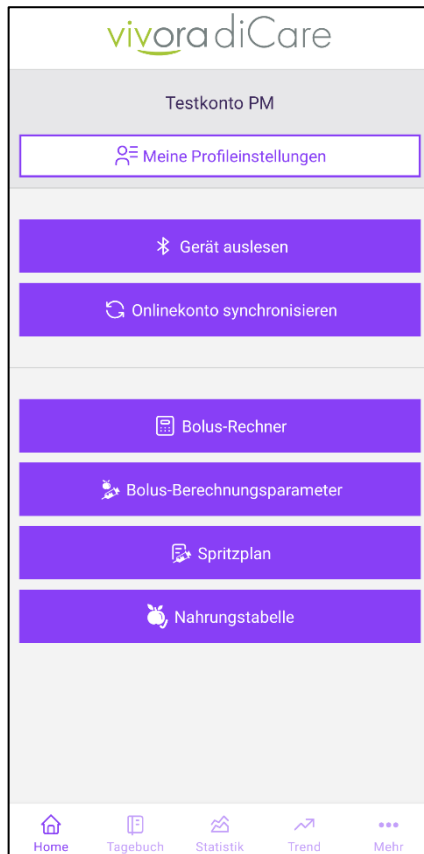 vivora diCare
Testkonto PM
Meine Profileinstellungen
Gerät auslesen
Onlinekonto synchronisieren
Bolus-Rechner
Bolus-Berechnungsparameter
Spritzplan
Nahrungstabelle
Home Tagebuch Statistik Trend Mehr